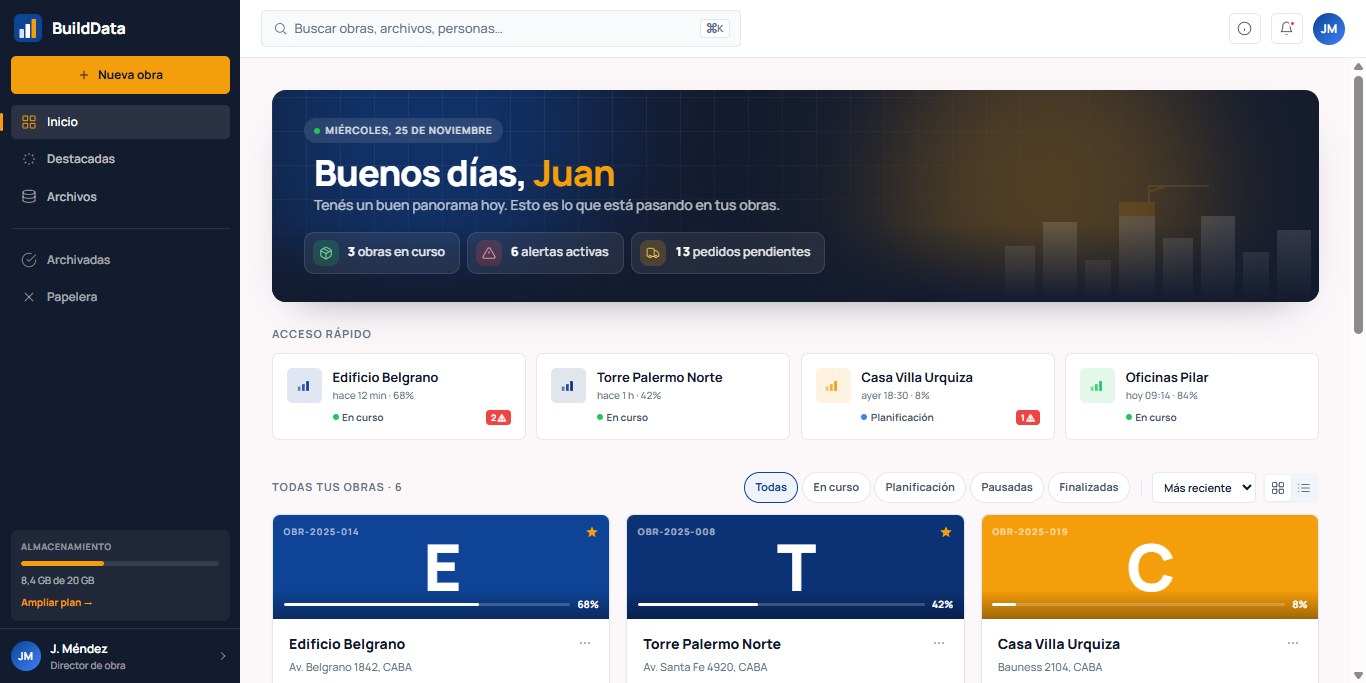 BuildData
+ Nueva obra
Inicio
Destacadas
Archivos
Archivadas
Papelera
ALMACENAMIENTO
8,4 GB de 20 GB
Ampliar plan →
JM
J. Méndez
Director de obra
Buscar obras, archivos, personas...
⌘K
JM
MIÉRCOLES, 25 DE NOVIEMBRE
Buenos días, Juan
Tenés un buen panorama hoy. Esto es lo que está pasando en tus obras.
3 obras en curso
6 alertas activas
13 pedidos pendientes
ACCESO RÁPIDO
Edificio Belgrano
hace 12 min · 68%
En curso
2
Torre Palermo Norte
hace 1 h · 42%
En curso
Casa Villa Urquiza
ayer 18:30 · 8%
Planificación
1
Oficinas Pilar
hoy 09:14 · 84%
En curso
TODAS TUS OBRAS · 6
Todas
En curso
Planificación
Pausadas
Finalizadas
Más reciente
OBR-2025-014
E
68%
Edificio Belgrano
Av. Belgrano 1842, CABA
OBR-2025-008
T
42%
Torre Palermo Norte
Av. Santa Fe 4920, CABA
OBR-2025-019
C
8%
Casa Villa Urquiza
Bauness 2104, CABA